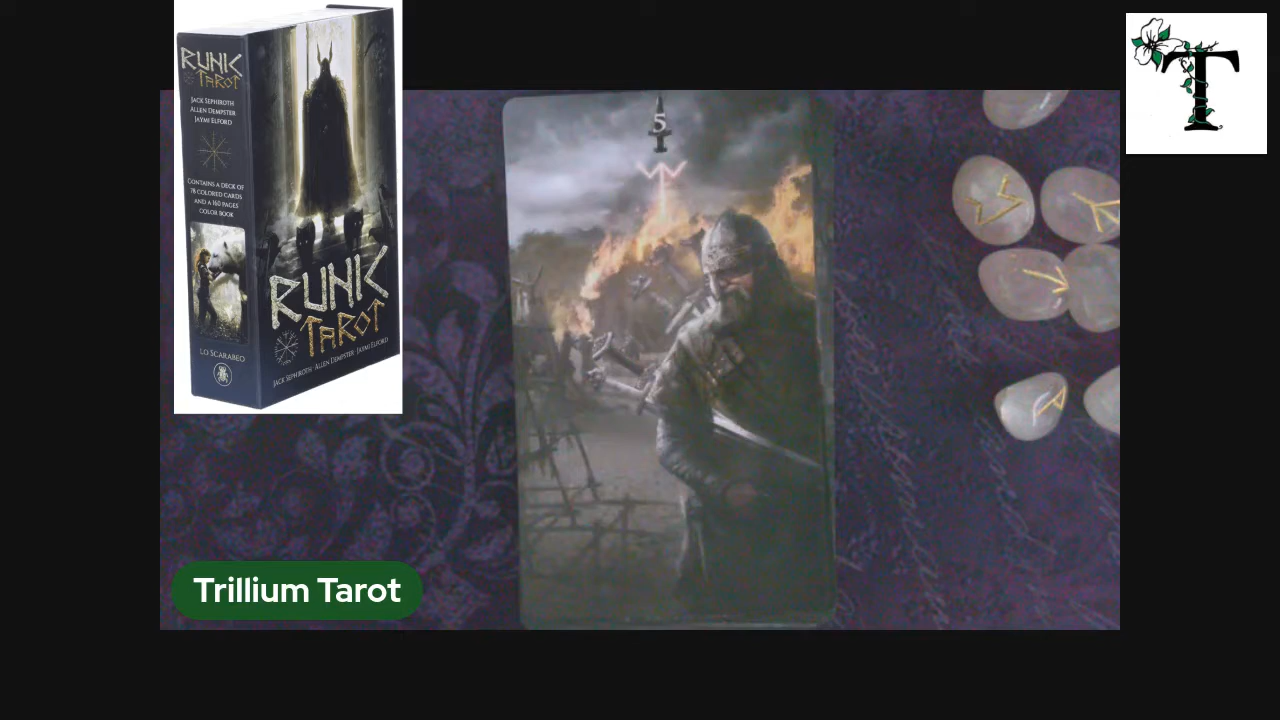 RUNIC
TAROT
JACK SEPHIROTH
ALLEN DEMPSTER
JAYMI ELFORD
CONTAINS A DECK OF
78 COLORED CARDS
AND A 160 PAGES
COLOR BOOK
LO SCARABEO
RUNIC
TAROT
JACK SEPHIROTH · ALLEN DEMPSTER · JAYMI ELFORD
5
T
Trillium Tarot